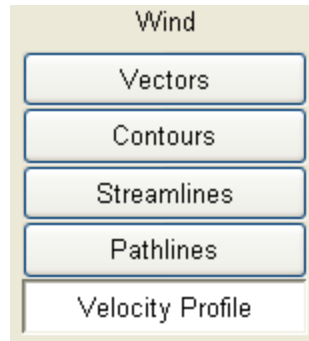 Wind
Vectors
Contours
Streamlines
Pathlines
Velocity Profile